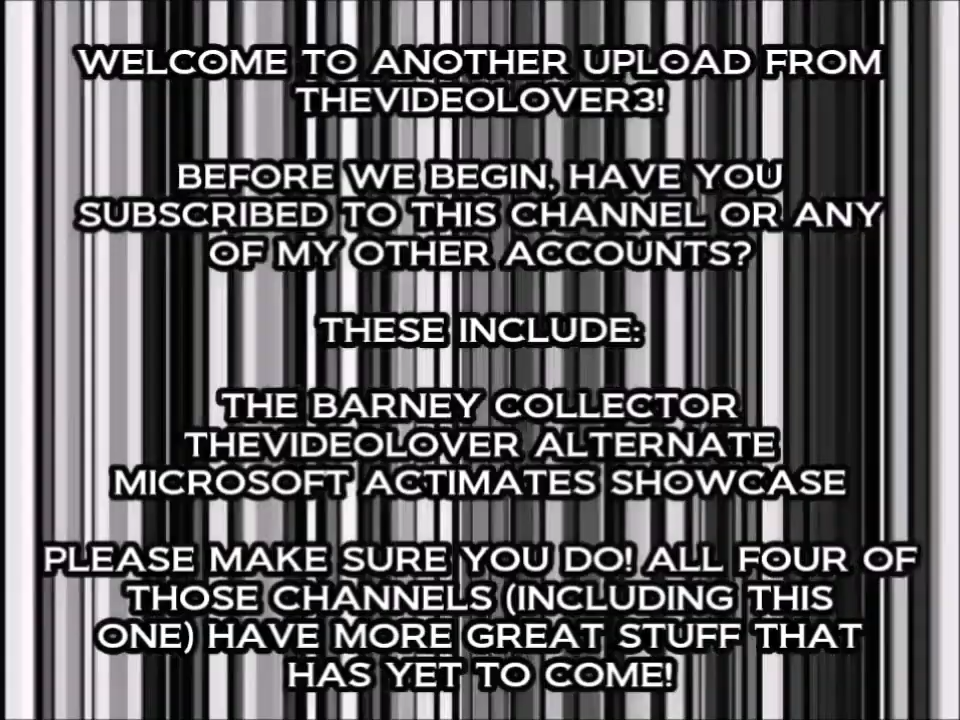 WELCOME TO ANOTHER UPLOAD FROM
THEVIDEOLOVER3!
BEFORE WE BEGIN, HAVE YOU
SUBSCRIBED TO THIS CHANNEL OR ANY
OF MY OTHER ACCOUNTS?
THESE INCLUDE:
THE BARNEY COLLECTOR
THEVIDEOLOVER ALTERNATE
MICROSOFT ACTIMATES SHOWCASE
PLEASE MAKE SURE YOU DO! ALL FOUR OF
THOSE CHANNELS (INCLUDING THIS
ONE) HAVE MORE GREAT STUFF THAT
HAS YET TO COME!